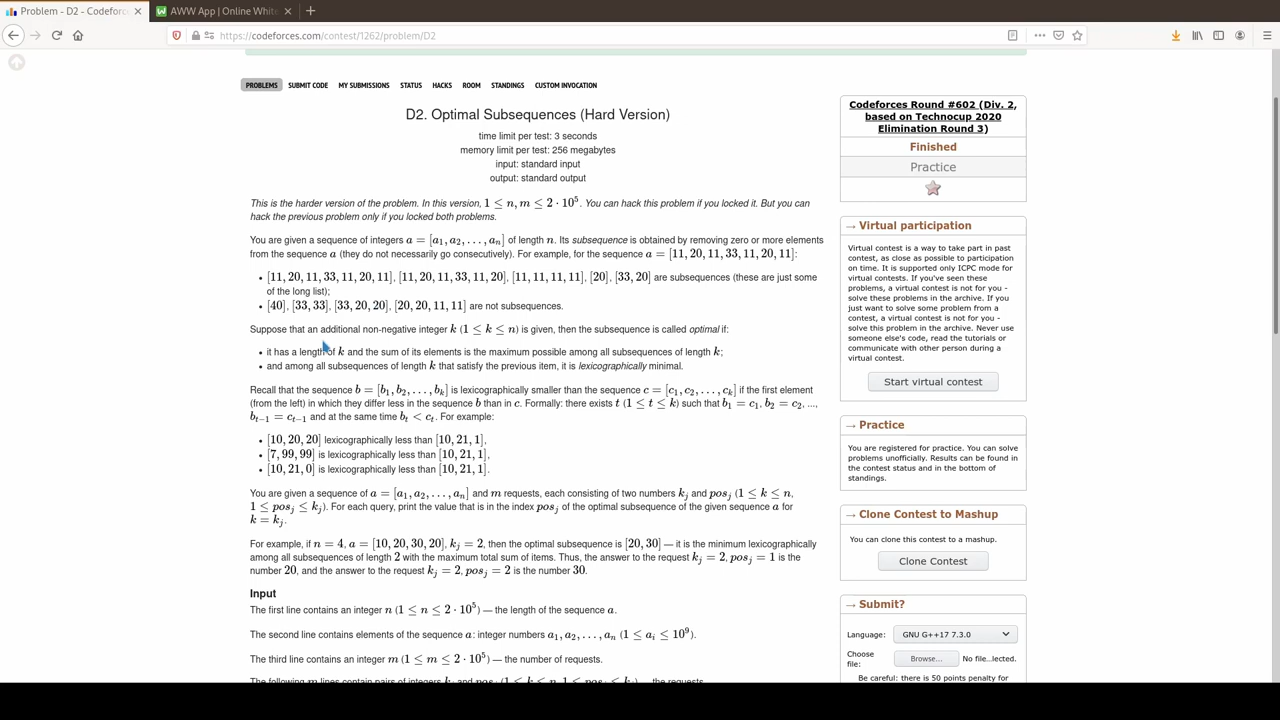 Problem - D2 - Codeforc
AWW App | Online White
https://codeforces.com/contest/1262/problem/D2
PROBLEMS SUBMIT CODE MY SUBMISSIONS STATUS HACKS ROOM STANDINGS CUSTOM INVOCATION
D2. Optimal Subsequences (Hard Version)
time limit per test: 3 seconds
memory limit per test: 256 megabytes
input: standard input
output: standard output
This is the harder version of the problem. In this version, 1 ≤ n, m ≤ 2 · 10⁵. You can hack this problem if you locked it. But you can
hack the previous problem only if you locked both problems.
You are given a sequence of integers a = [a₁, a₂, . . . , aₙ] of length n. Its subsequence is obtained by removing zero or more elements
from the sequence a (they do not necessarily go consecutively). For example, for the sequence a = [11, 20, 11, 33, 11, 20, 11]:
• [11, 20, 11, 33, 11, 20, 11], [11, 20, 11, 33, 11, 20], [11, 11, 11, 11], [20], [33, 20] are subsequences (these are just some
of the long list);
• [40], [33, 33], [33, 20, 20], [20, 20, 11, 11] are not subsequences.
Suppose that an additional non-negative integer k (1 ≤ k ≤ n) is given, then the subsequence is called optimal if:
• it has a length of k and the sum of its elements is the maximum possible among all subsequences of length k;
• and among all subsequences of length k that satisfy the previous item, it is lexicographically minimal.
Recall that the sequence b = [b₁, b₂, . . . , bₖ] is lexicographically smaller than the sequence c = [c₁, c₂, . . . , cₖ] if the first element
(from the left) in which they differ less in the sequence b than in c. Formally: there exists t (1 ≤ t ≤ k) such that b₁ = c₁, b₂ = c₂, ...,
bₜ₋₁ = cₜ₋₁ and at the same time bₜ < cₜ. For example:
• [10, 20, 20] lexicographically less than [10, 21, 1],
• [7, 99, 99] is lexicographically less than [10, 21, 1],
• [10, 21, 0] is lexicographically less than [10, 21, 1].
You are given a sequence of a = [a₁, a₂, . . . , aₙ] and m requests, each consisting of two numbers kⱼ and posⱼ (1 ≤ k ≤ n,
1 ≤ posⱼ ≤ kⱼ). For each query, print the value that is in the index posⱼ of the optimal subsequence of the given sequence a for
k = kⱼ.
For example, if n = 4, a = [10, 20, 30, 20], kⱼ = 2, then the optimal subsequence is [20, 30] — it is the minimum lexicographically
among all subsequences of length 2 with the maximum total sum of items. Thus, the answer to the request kⱼ = 2, posⱼ = 1 is the
number 20, and the answer to the request kⱼ = 2, posⱼ = 2 is the number 30.
Input
The first line contains an integer n (1 ≤ n ≤ 2 · 10⁵) — the length of the sequence a.
The second line contains elements of the sequence a: integer numbers a₁, a₂, . . . , aₙ (1 ≤ aᵢ ≤ 10⁹).
The third line contains an integer m (1 ≤ m ≤ 2 · 10⁵) — the number of requests.
The following m lines contain pairs of integers kⱼ and posⱼ (1 ≤ k ≤ n, 1 ≤ posⱼ ≤ kⱼ) — the requests.
Codeforces Round #602 (Div. 2,
based on Technocup 2020
Elimination Round 3)
Finished
Practice
→ Virtual participation
Virtual contest is a way to take part in past
contest, as close as possible to participation
on time. It is supported only ICPC mode for
virtual contests. If you've seen these
problems, a virtual contest is not for you -
solve these problems in the archive. If you
just want to solve some problem from a
contest, a virtual contest is not for you -
solve this problem in the archive. Never use
someone else's code, read the tutorials or
communicate with other person during a
virtual contest.
Start virtual contest
→ Practice
You are registered for practice. You can solve
problems unofficially. Results can be found in
the contest status and in the bottom of
standings.
→ Clone Contest to Mashup
You can clone this contest to a mashup.
Clone Contest
→ Submit?
Language: GNU G++17 7.3.0
Choose
file: Browse... No file...lected.
Be careful: there is 50 points penalty for